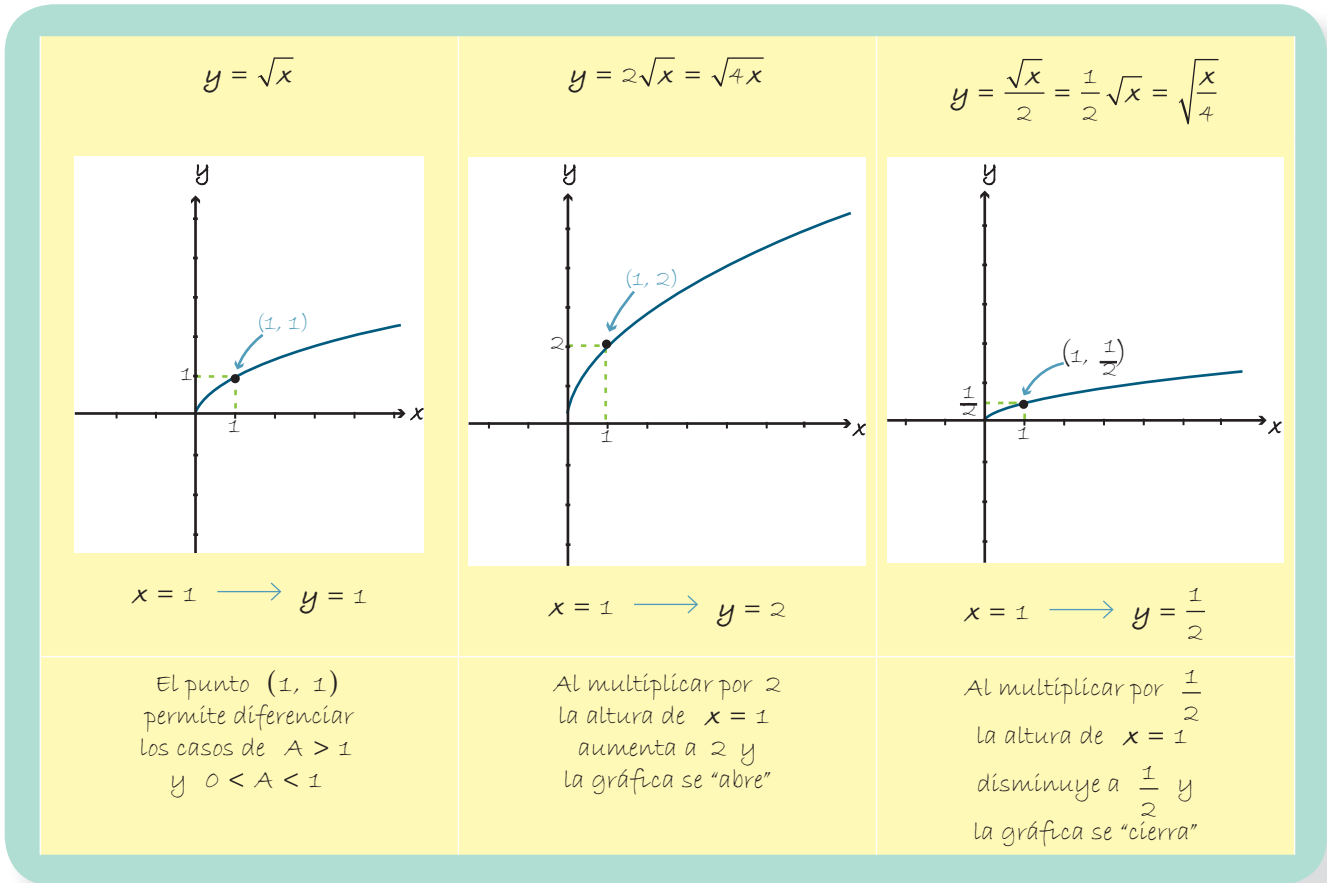 y = √x
y
(1, 1)
1
x
1
x = 1 ⟶ y = 1
El punto (1, 1)
permite diferenciar
los casos de A > 1
y 0 < A < 1
y = 2√x = √4x
y
(1, 2)
2
x
1
x = 1 ⟶ y = 2
Al multiplicar por 2
la altura de x = 1
aumenta a 2 y
la gráfica se “abre”
y = √x/2 = 1/2 √x = √(x/4)
y
(1, 1/2)
1/2
x
1
x = 1 ⟶ y = 1/2
Al multiplicar por 1/2
la altura de x = 1
disminuye a 1/2 y
la gráfica se “cierra”